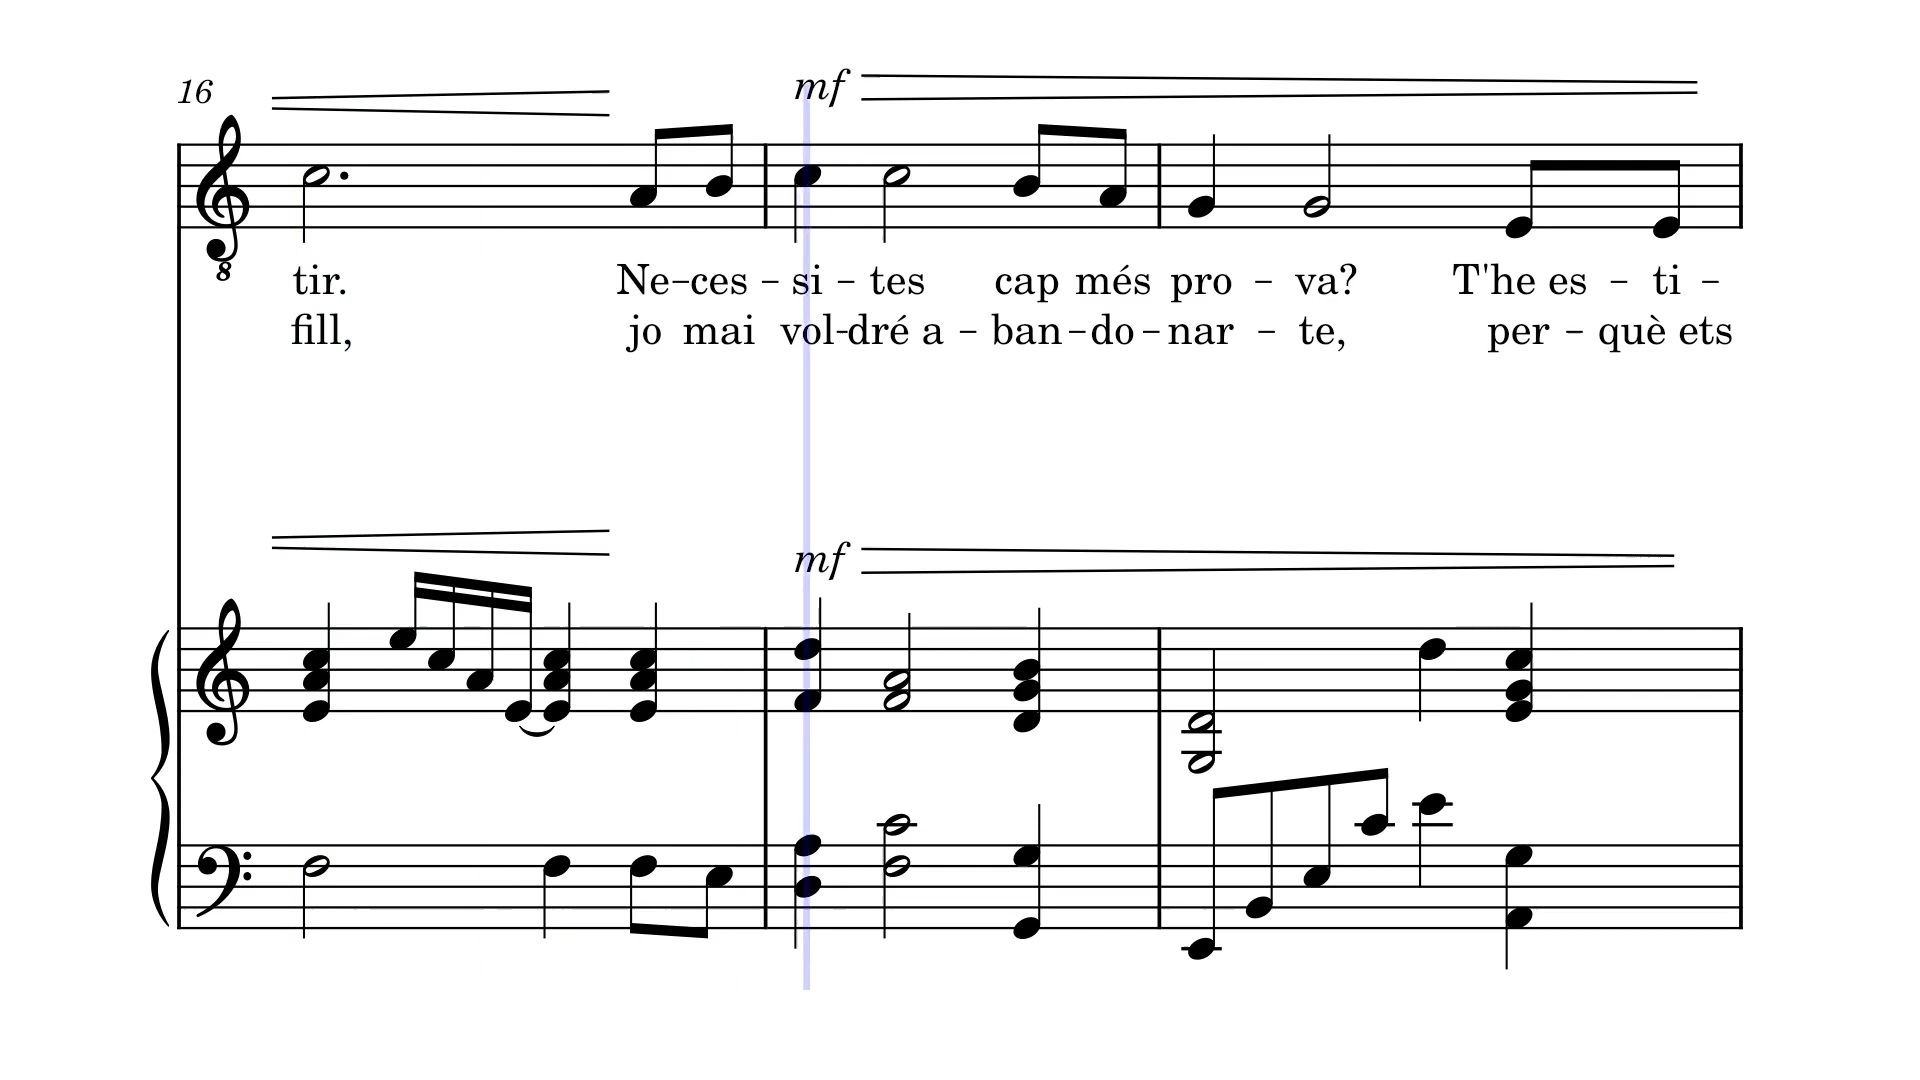 16
mf
8
tir. Ne-ces - si - tes cap més pro - va? T'he es - ti -
fill, jo mai vol-dré a - ban-do-nar - te, per - què ets
mf